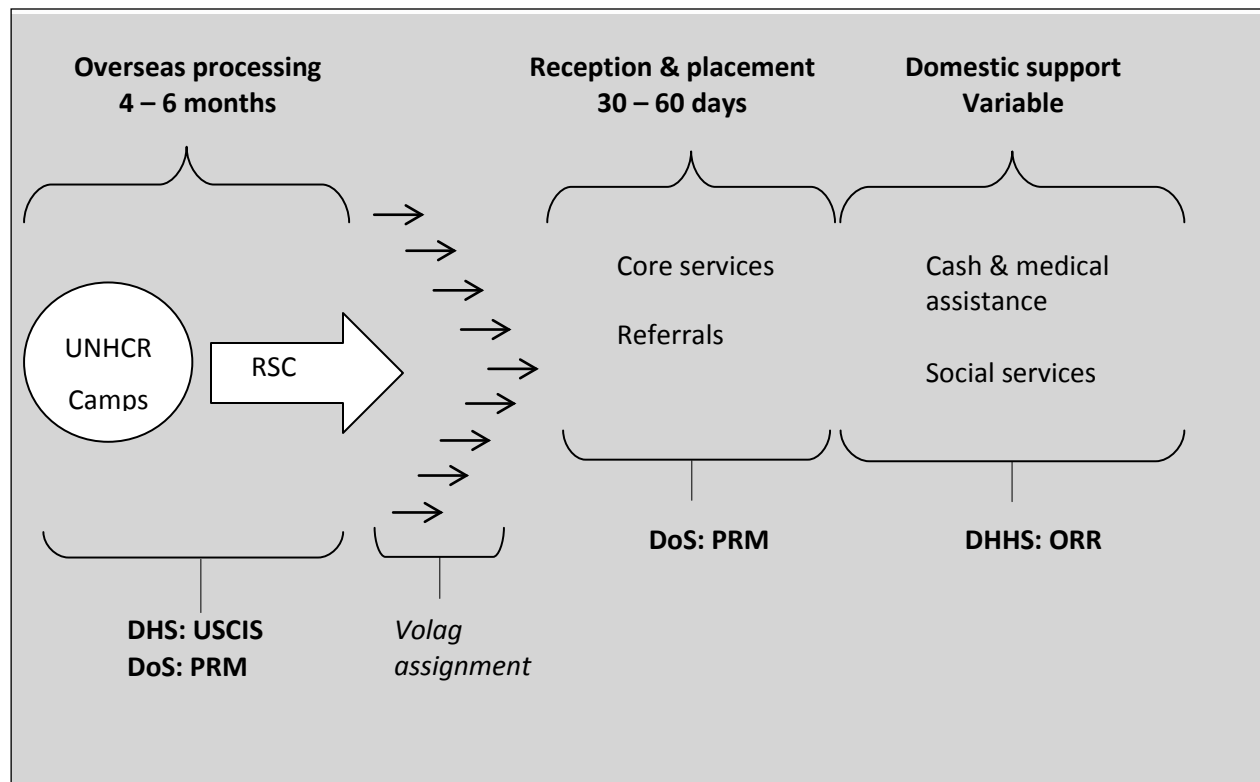 Overseas processing
4 – 6 months
Reception & placement
30 – 60 days
Domestic support
Variable
UNHCR
Camps
RSC
Core services
Referrals
Cash & medical
assistance
Social services
DoS: PRM
DHHS: ORR
DHS: USCIS
DoS: PRM
Volag
assignment